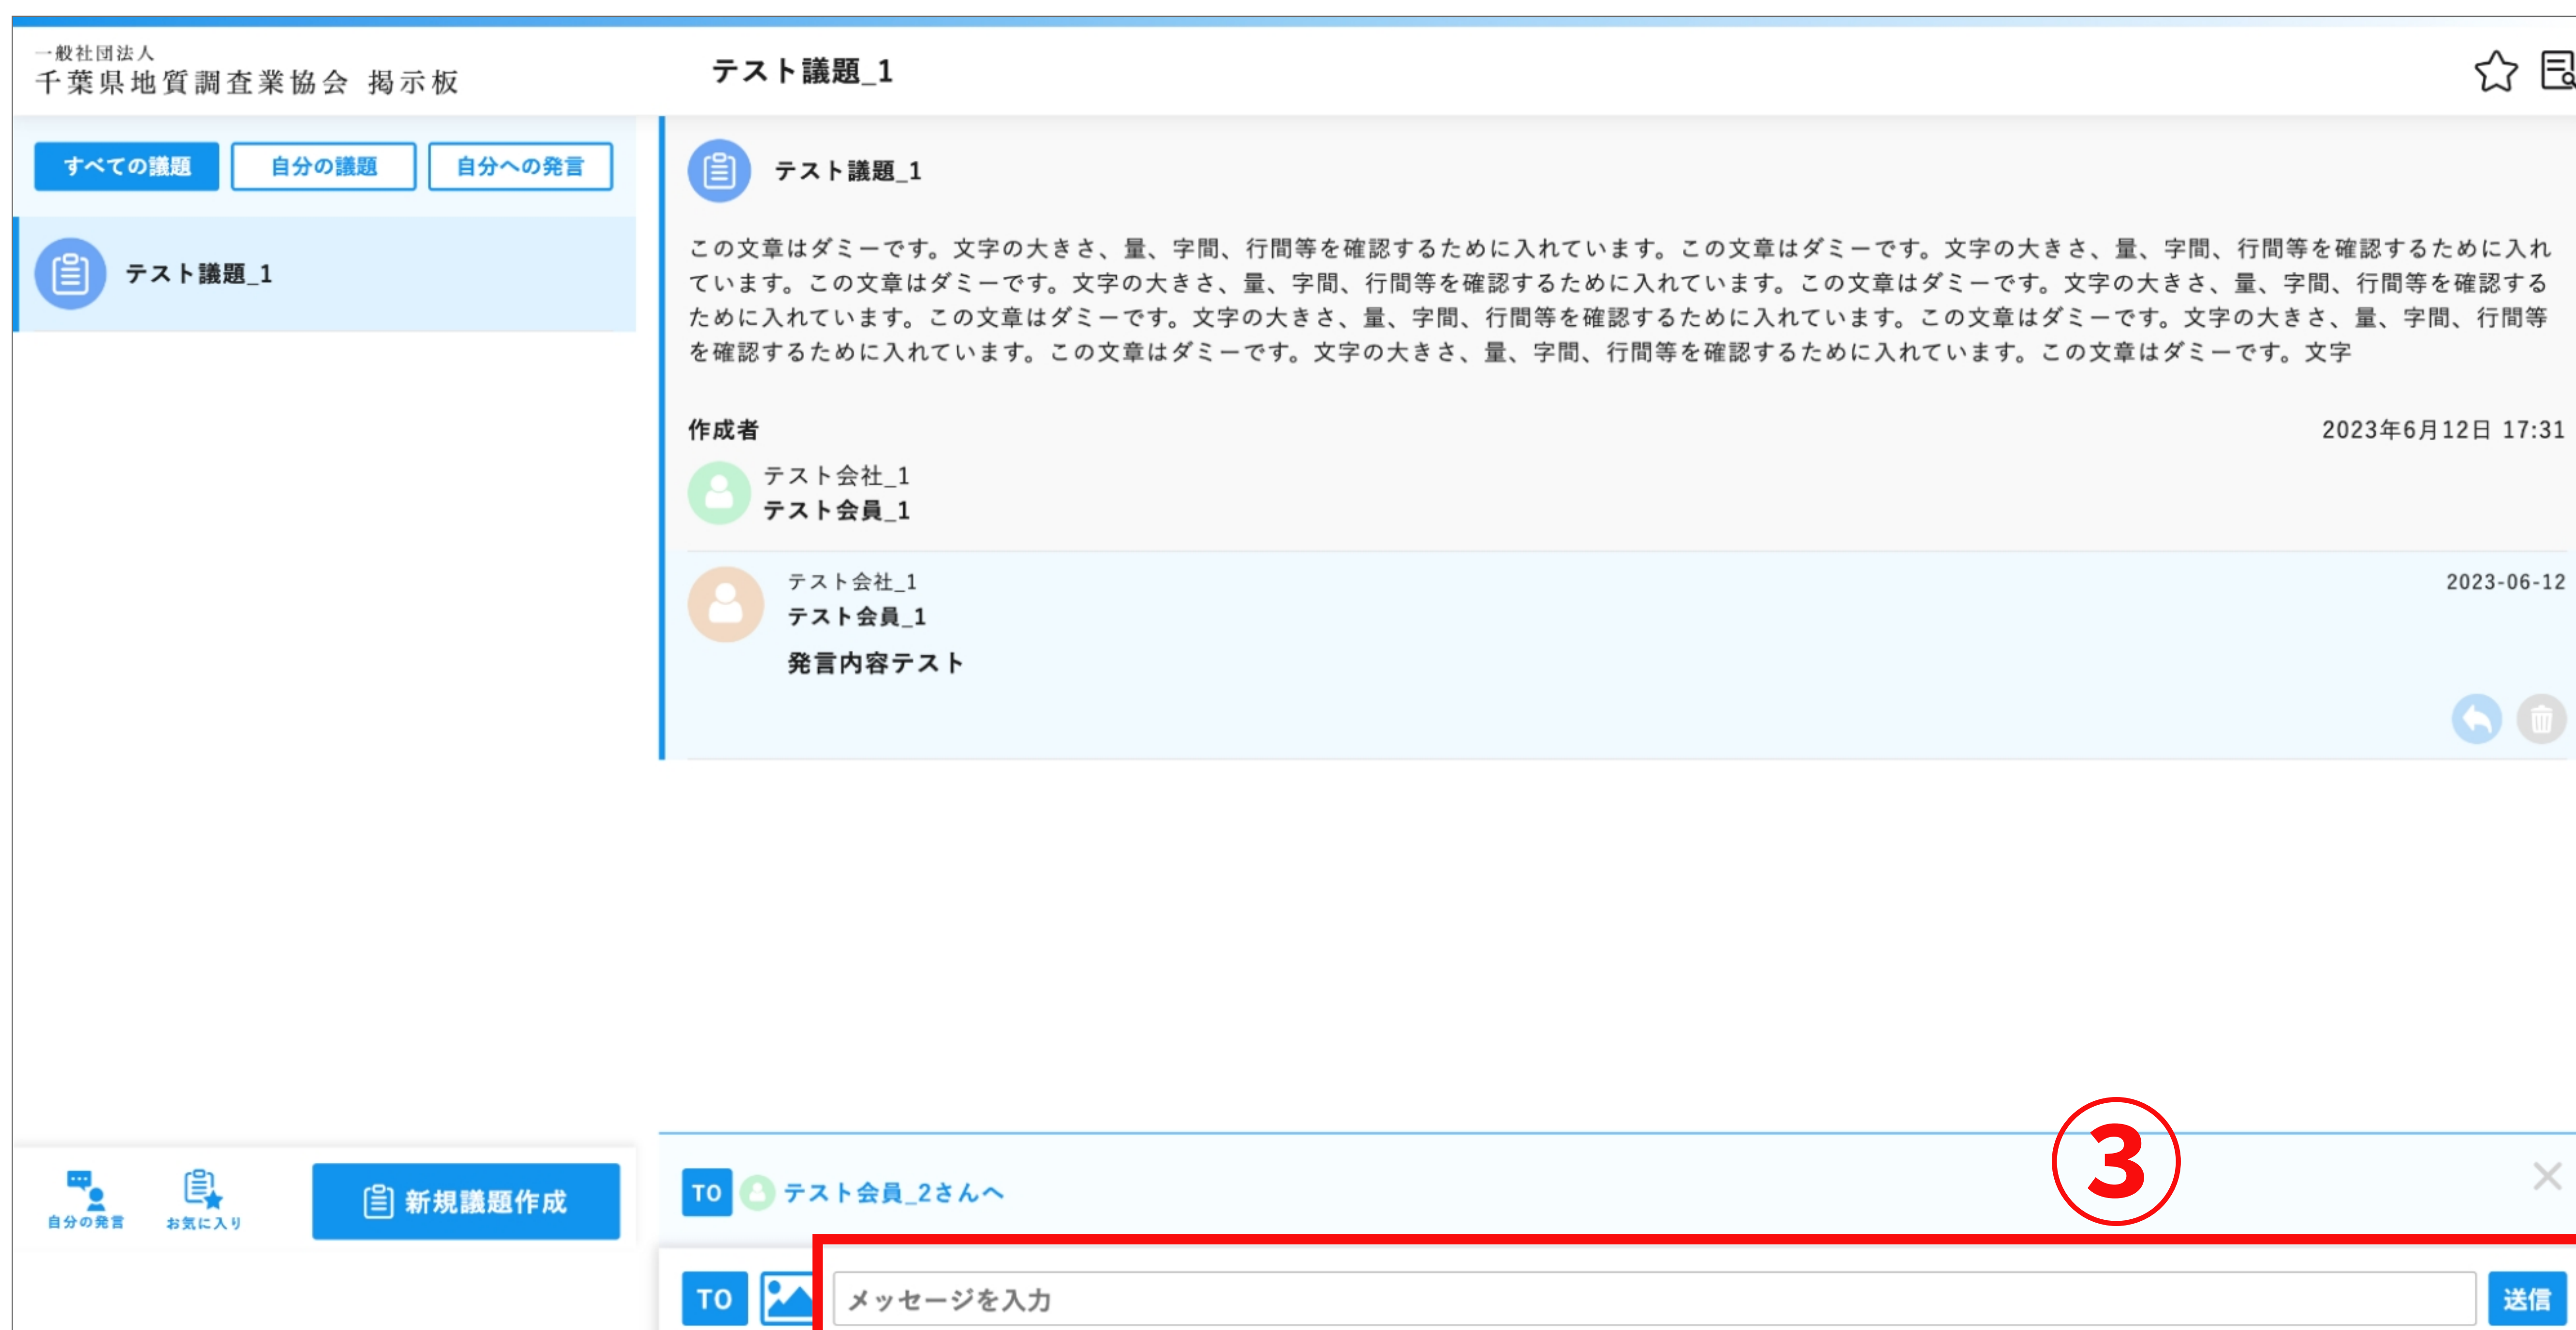 一般社団法人
千葉県地質調査業協会 掲示板
テスト議題_1
すべての議題
自分の議題
自分への発言
テスト議題_1
テスト議題_1
この文章はダミーです。文字の大きさ、量、字間、行間等を確認するために入れています。この文章はダミーです。文字の大きさ、量、字間、行間等を確認するために入れ
ています。この文章はダミーです。文字の大きさ、量、字間、行間等を確認するために入れています。この文章はダミーです。文字の大きさ、量、字間、行間等を確認する
ために入れています。この文章はダミーです。文字の大きさ、量、字間、行間等を確認するために入れています。この文章はダミーです。文字の大きさ、量、字間、行間等
を確認するために入れています。この文章はダミーです。文字の大きさ、量、字間、行間等を確認するために入れています。この文章はダミーです。文字
作成者
2023年6月12日 17:31
テスト会社_1
テスト会員_1
テスト会社_1
2023-06-12
テスト会員_1
発言内容テスト
③
自分の発言
お気に入り
新規議題作成
TO テスト会員_2さんへ
TO
メッセージを入力
送信